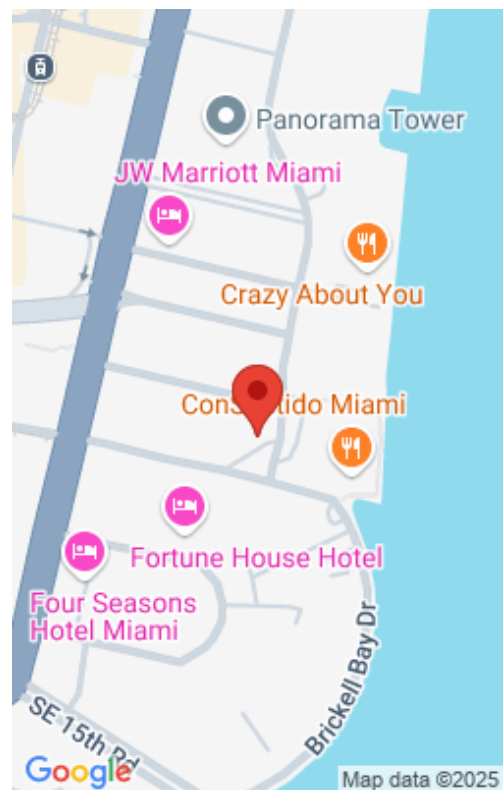 Panorama Tower
JW Marriott Miami
Crazy About You
Miami
Fortune House Hotel
Four Seasons
Hotel Miami
Brickell Bay Dr
SE 15th Rd
Google
Map data ©2025